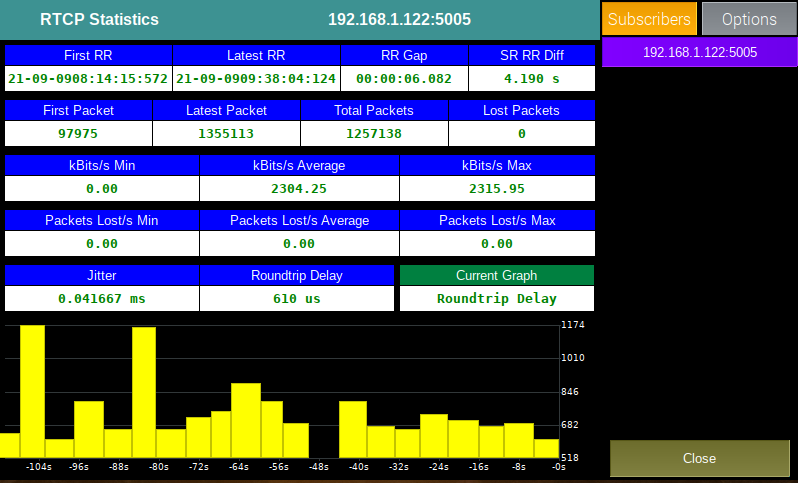 RTCP Statistics 192.168.1.122:5005 Subscribers Options
192.168.1.122:5005
First RR Latest RR RR Gap SR RR Diff
21-09-0908:14:15:572 21-09-0909:38:04:124 00:00:06.082 4.190 s
First Packet Latest Packet Total Packets Lost Packets
97975 1355113 1257138 0
kBits/s Min kBits/s Average kBits/s Max
0.00 2304.25 2315.95
Packets Lost/s Min Packets Lost/s Average Packets Lost/s Max
0.00 0.00 0.00
Jitter Roundtrip Delay Current Graph
0.041667 ms 610 us Roundtrip Delay
1174
1010
846
682
518
-104s -96s -88s -80s -72s -64s -56s -48s -40s -32s -24s -16s -8s -0s
Close